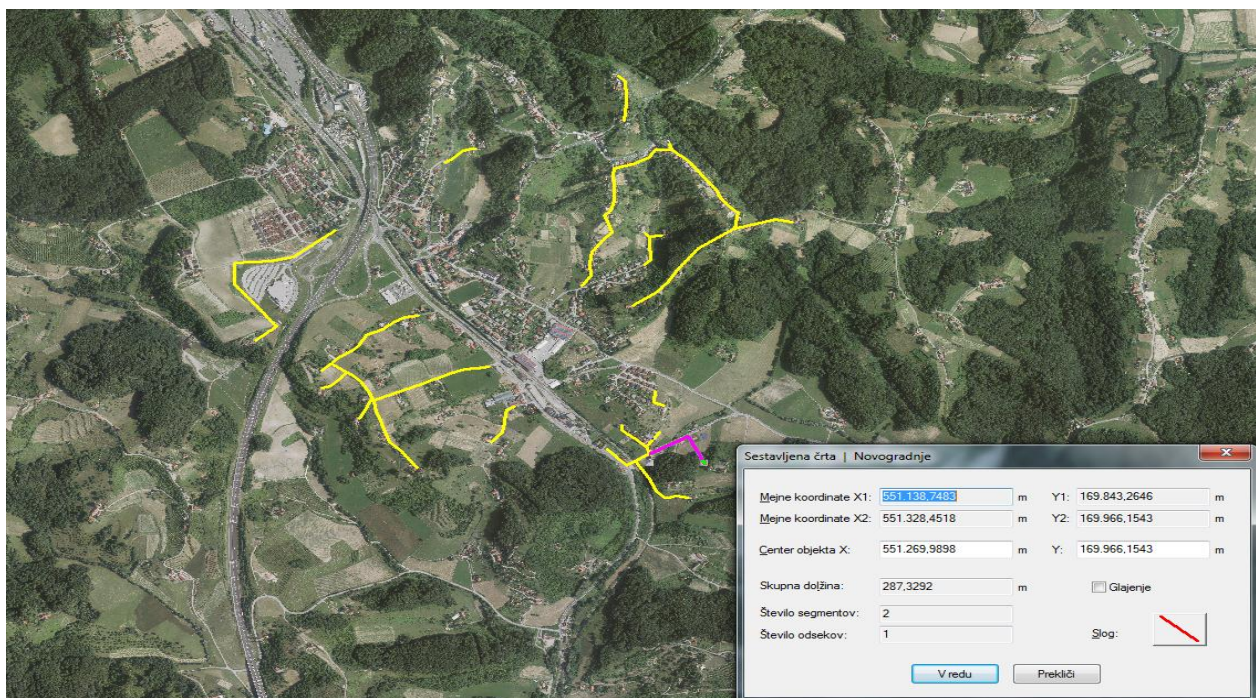 Sestavljena črta | Novogradnje
Mejne koordinate X1: 551.138,7483 m Y1: 169.843,2646 m
Mejne koordinate X2: 551.328,4518 m Y2: 169.966,1543 m
Center objekta X: 551.269,9898 m Y: 169.966,1543 m
Skupna dolžina: 287,3292 m Glajenje
Število segmentov: 2
Število odsekov: 1 Slog:
V redu Prekliči